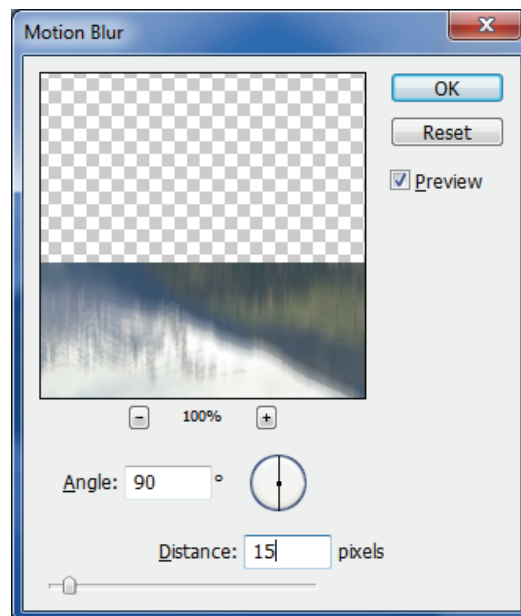 Motion Blur
OK
Reset
Preview
100%
Angle: 90 °
Distance: 15 pixels